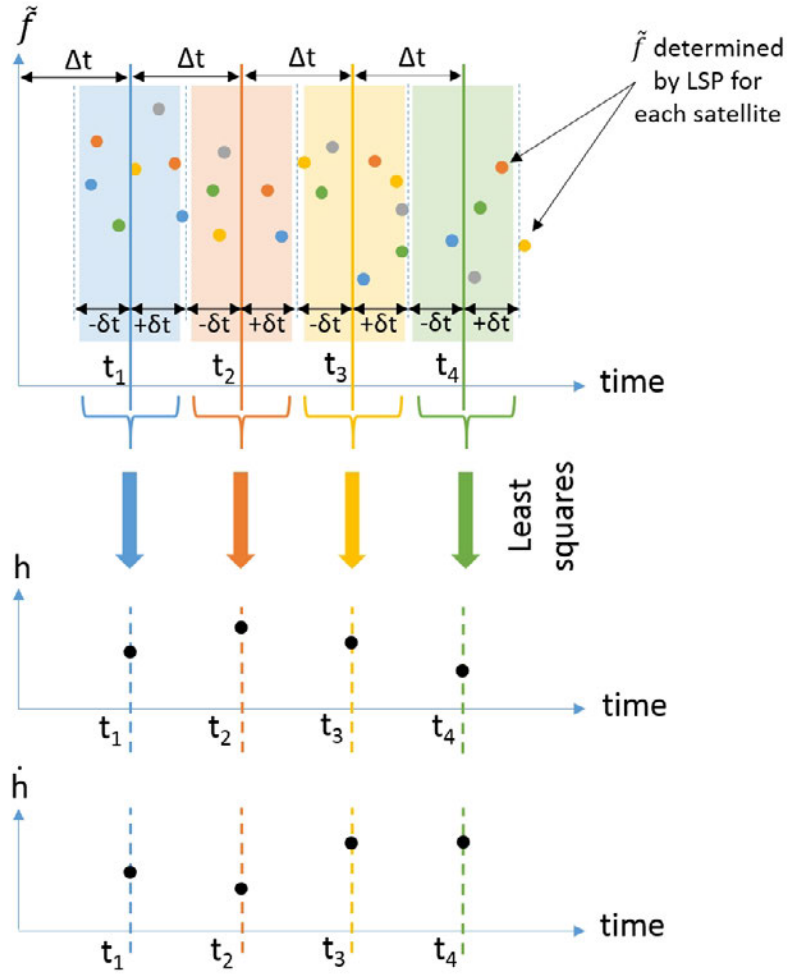 f̃
Δt Δt Δt Δt
f̃ determined
by LSP for
each satellite
-δt +δt -δt +δt -δt +δt -δt +δt
t₁ t₂ t₃ t₄
time
Least
squares
h
t₁ t₂ t₃ t₄
time
ḣ
t₁ t₂ t₃ t₄
time